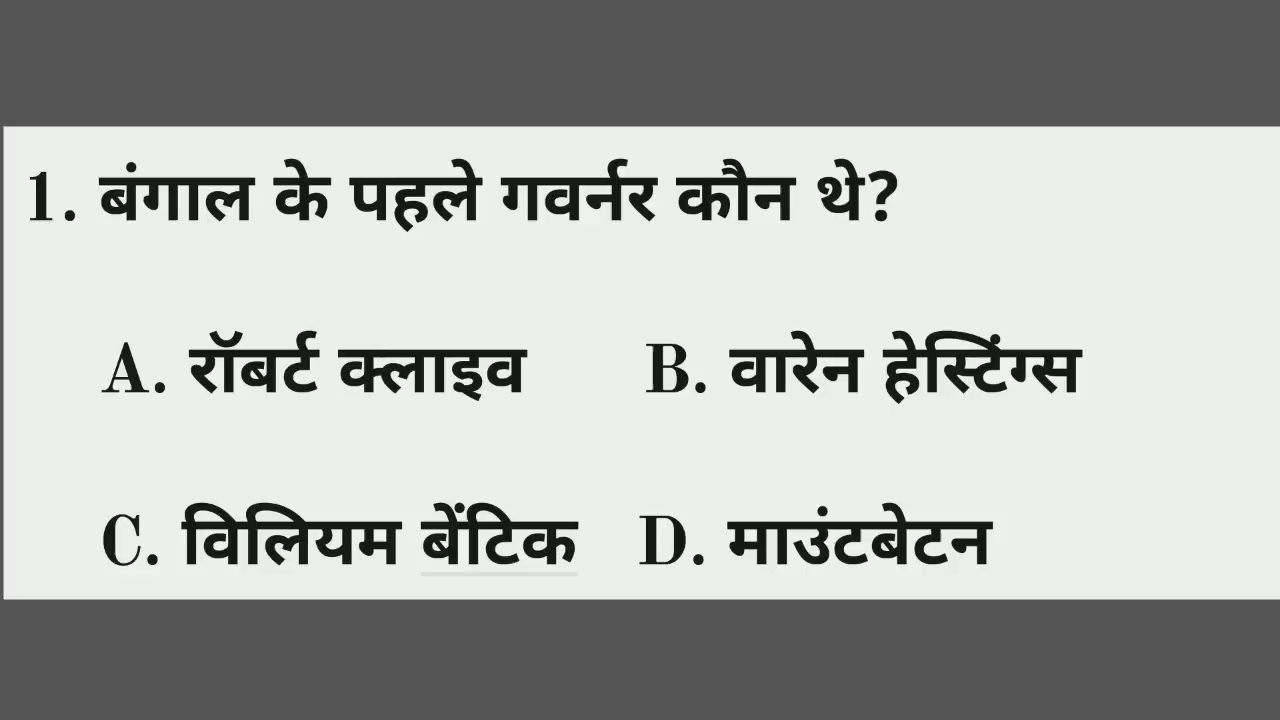 1. बंगाल के पहले गवर्नर कौन थे?
A. रॉबर्ट क्लाइव B. वारेन हेस्टिंग्स
C. विलियम बेंटिक D. माउंटबेटन